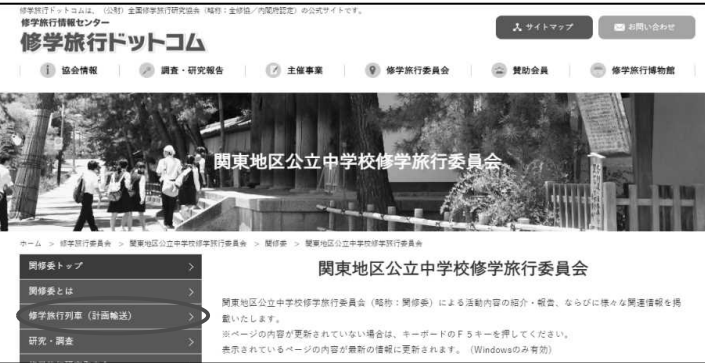 修学旅行ドットコムは、(公財)全国修学旅行研究協会(略称:全修協/内閣府認定)の公式サイトです。
修学旅行情報センター
修学旅行ドットコム
サイトマップ
お問い合わせ
協会情報
調査・研究報告
主催事業
修学旅行委員会
賛助会員
修学旅行博物館
関東地区公立中学校修学旅行委員会
ホーム > 修学旅行委員会 > 関東地区公立中学校修学旅行委員会 > 関修委 > 関東地区公立中学校修学旅行委員会
関修委トップ >
関修委とは >
修学旅行列車(計画輸送) >
研究・調査 >
関東地区公立中学校修学旅行委員会
関東地区公立中学校修学旅行委員会(略称:関修委)による活動内容の紹介・報告、ならびに様々な関連情報を掲
載いたします。
※ページの内容が更新されていない場合は、キーボードのF5キーを押してください。
表示されているページの内容が最新の情報に更新されます。(Windowsのみ有効)